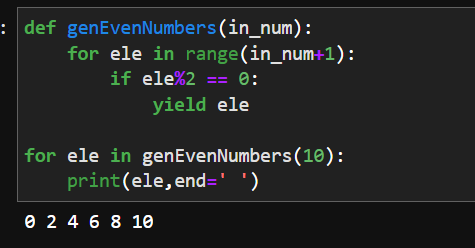 : def genEvenNumbers(in_num):
    for ele in range(in_num+1):
        if ele%2 == 0:
            yield ele

for ele in genEvenNumbers(10):
    print(ele,end=' ')
0 2 4 6 8 10